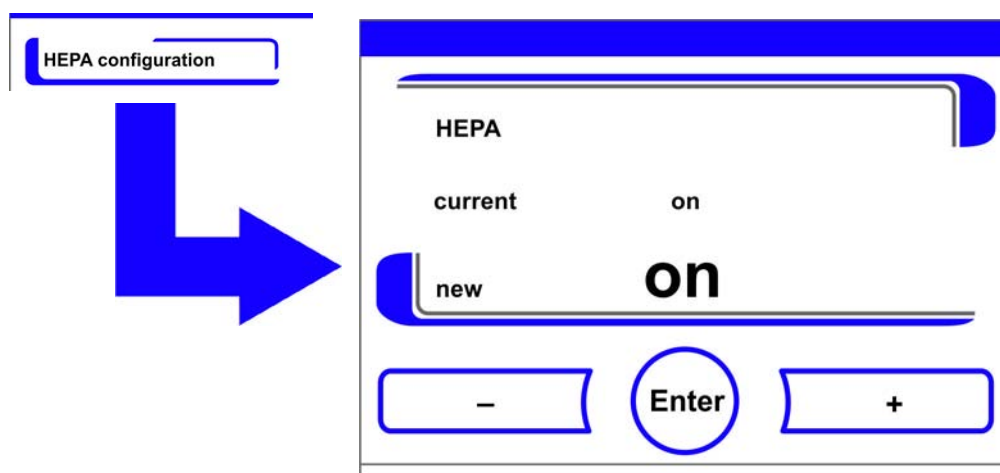 HEPA configuration
HEPA
current on
new on
– Enter +